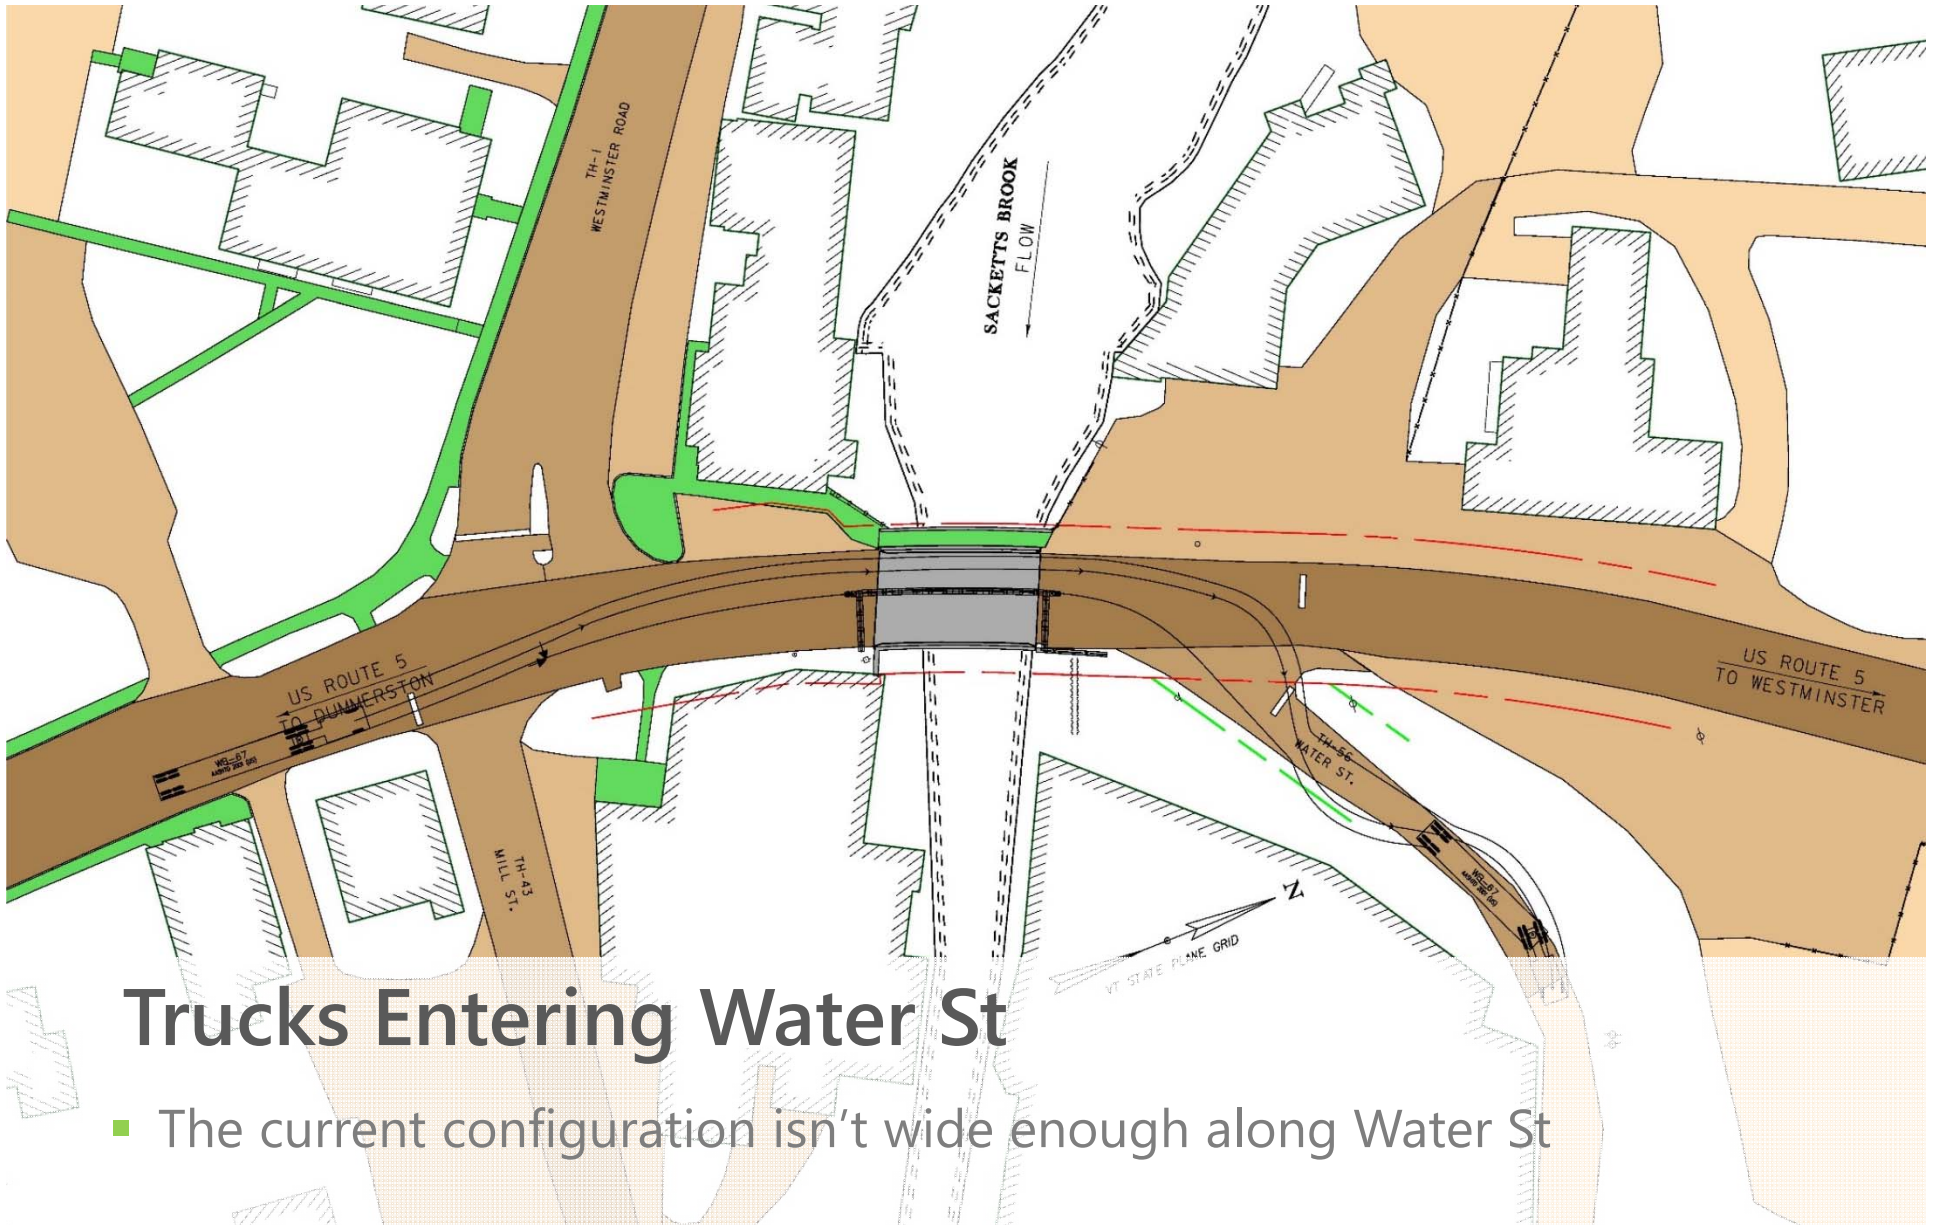 TH-1
WESTMINSTER ROAD
SACKETTS BROOK
FLOW
US ROUTE 5
TO DUMMERSTON
US ROUTE 5
TO WESTMINSTER
WB-67
TH-56
WATER ST.
TH-43
MILL ST.
WB-67
N
VT STATE PLANE GRID
Trucks Entering Water St
The current configuration isn't wide enough along Water St